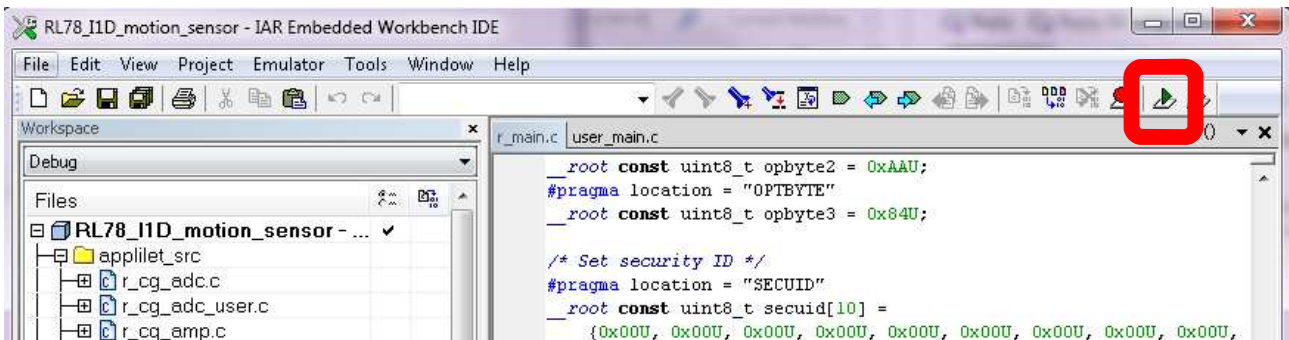 RL78_I1D_motion_sensor - IAR Embedded Workbench IDE
File Edit View Project Emulator Tools Window Help
Workspace
Debug
Files
RL78_I1D_motion_sensor - ...
applilet_src
r_cg_adc.c
r_cg_adc_user.c
r_cg_amp.c
r_main.c user_main.c
__root const uint8_t opbyte2 = 0xAAU;
#pragma location = "OPTBYTE"
__root const uint8_t opbyte3 = 0x84U;
/* Set security ID */
#pragma location = "SECUID"
__root const uint8_t secuid[10] =
{0x00U, 0x00U, 0x00U, 0x00U, 0x00U, 0x00U, 0x00U, 0x00U, 0x00U,